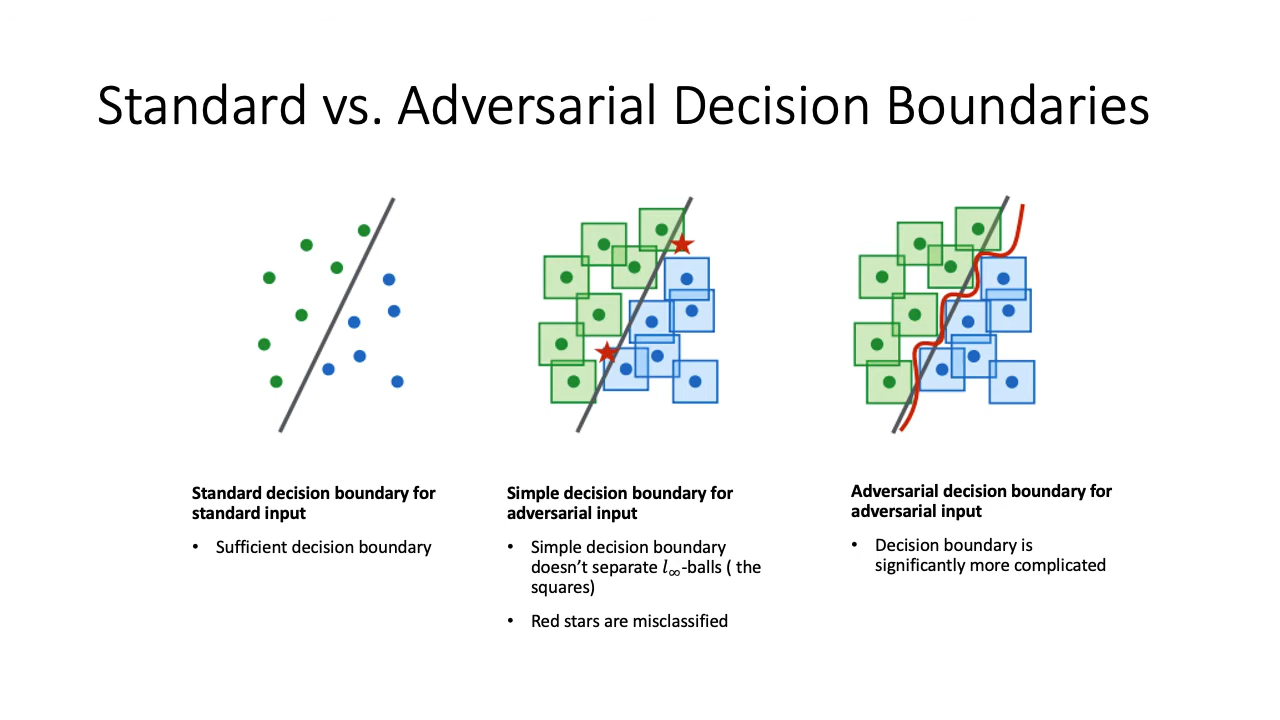 Standard vs. Adversarial Decision Boundaries
Standard decision boundary for
standard input
• Sufficient decision boundary
Simple decision boundary for
adversarial input
• Simple decision boundary
doesn’t separate l∞-balls ( the
squares)
• Red stars are misclassified
Adversarial decision boundary for
adversarial input
• Decision boundary is
significantly more complicated